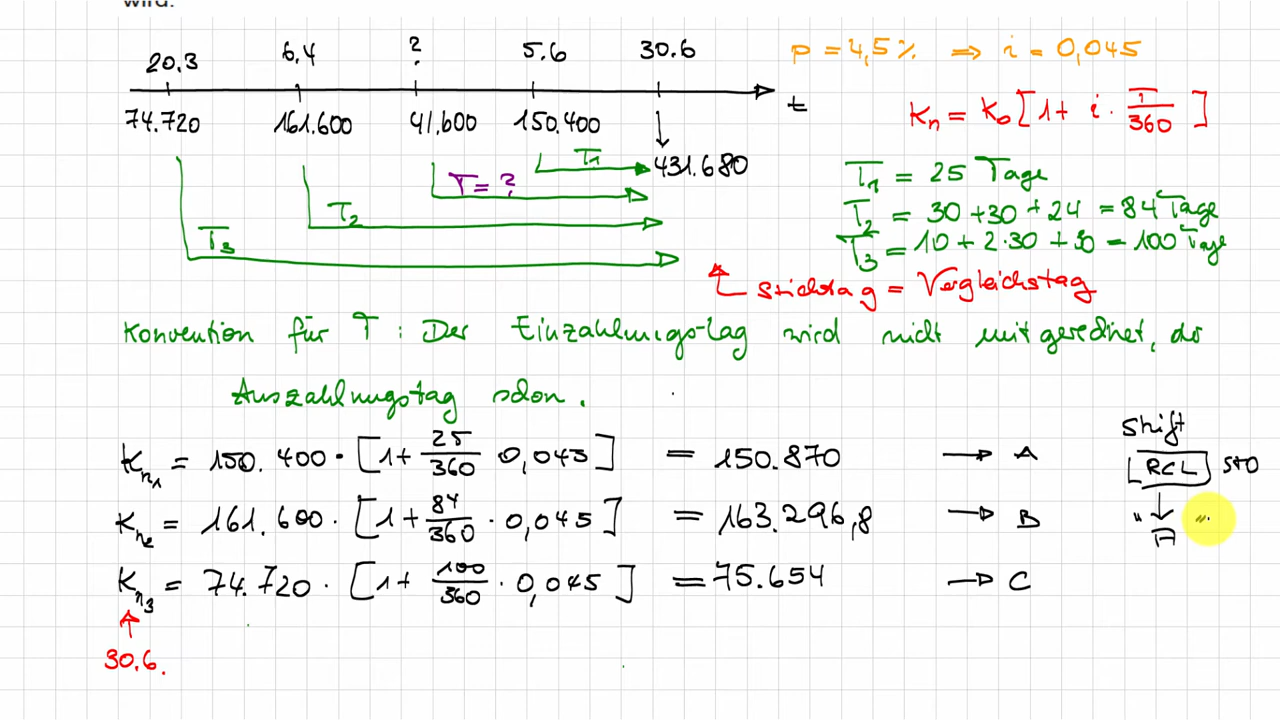 wird.
20.3 6.4 ? 5.6 30.6 p = 4,5% ⇒ i = 0,045
74.720 161.600 41.600 150.400 t
Kn = K0 [1 + i · T/360]
431.680
T1
T = ?
T2
T3
T1 = 25 Tage
T2 = 30 + 30 + 24 = 84 Tage
T3 = 10 + 2·30 + 30 = 100 Tage
Stichtag = Vergleichstag
Konvention für T : Der Einzahlungstag wird nicht mitgerechnet, der
Auszahlungstag schon.
Kn1 = 150.400 · [1 + 25/360 · 0,045] = 150.870 → A
Kn2 = 161.600 · [1 + 84/360 · 0,045] = 163.296,8 → B
Kn3 = 74.720 · [1 + 100/360 · 0,045] = 75.654 → C
30.6.
Shift
RCL STO
" ↓ "
A